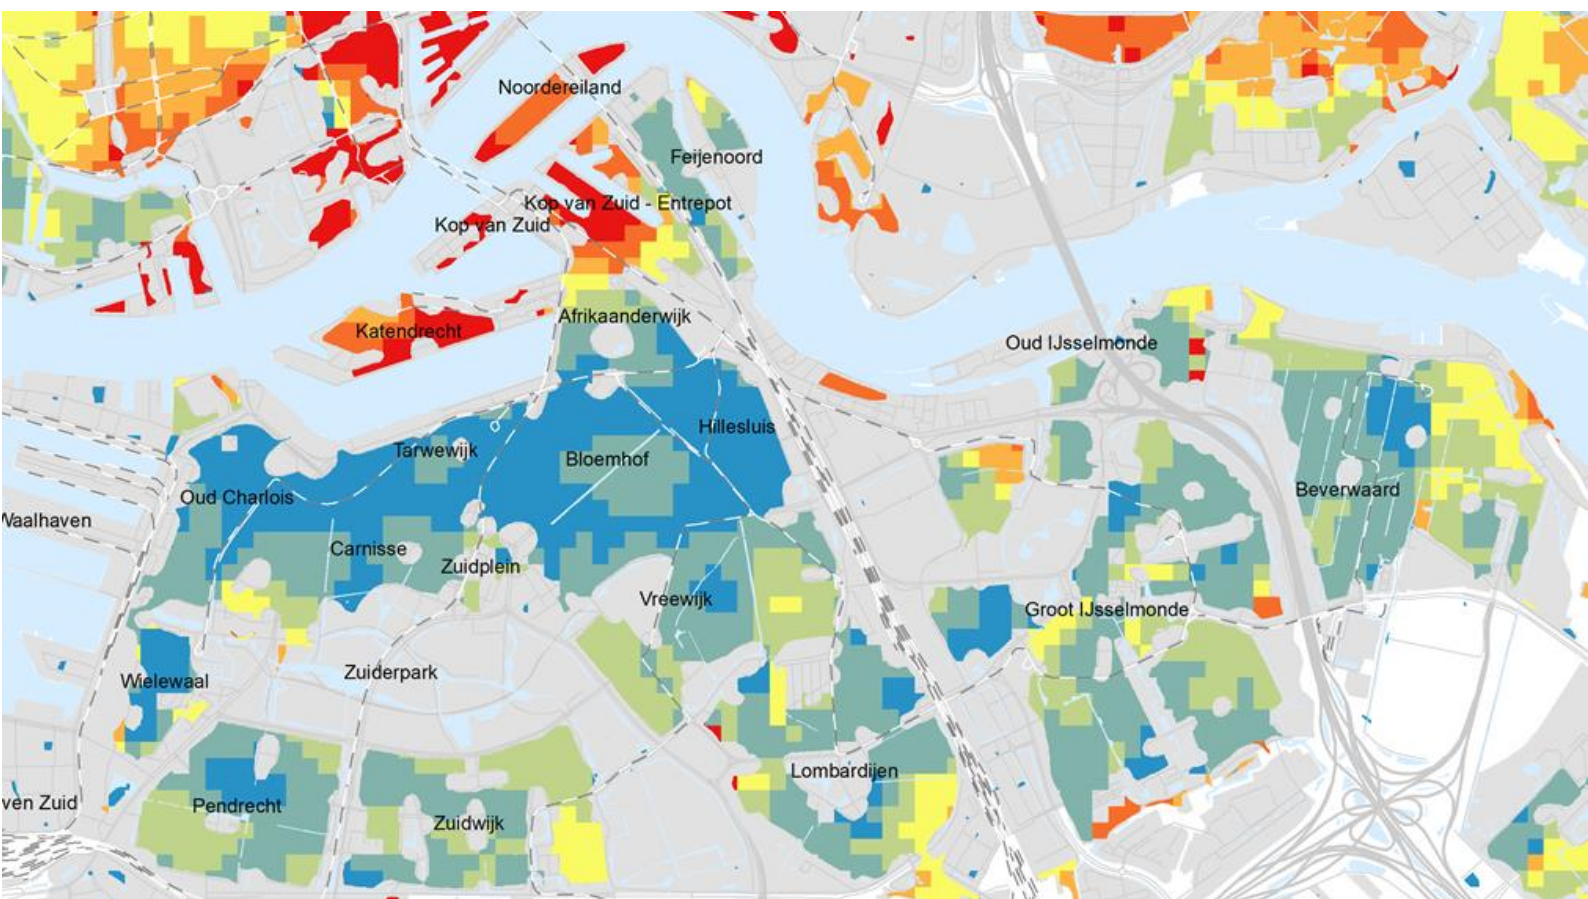 Noordereiland
Feijenoord
Kop van Zuid - Entrepot
Kop van Zuid
Afrikaanderwijk
Katendrecht
Oud IJsselmonde
Hillesluis
Tarwewijk
Bloemhof
Beverwaard
Oud Charlois
Waalhaven
Carnisse
Zuidplein
Vreewijk
Groot IJsselmonde
Zuiderpark
Wielewaal
Lombardijen
ven Zuid
Pendrecht
Zuidwijk